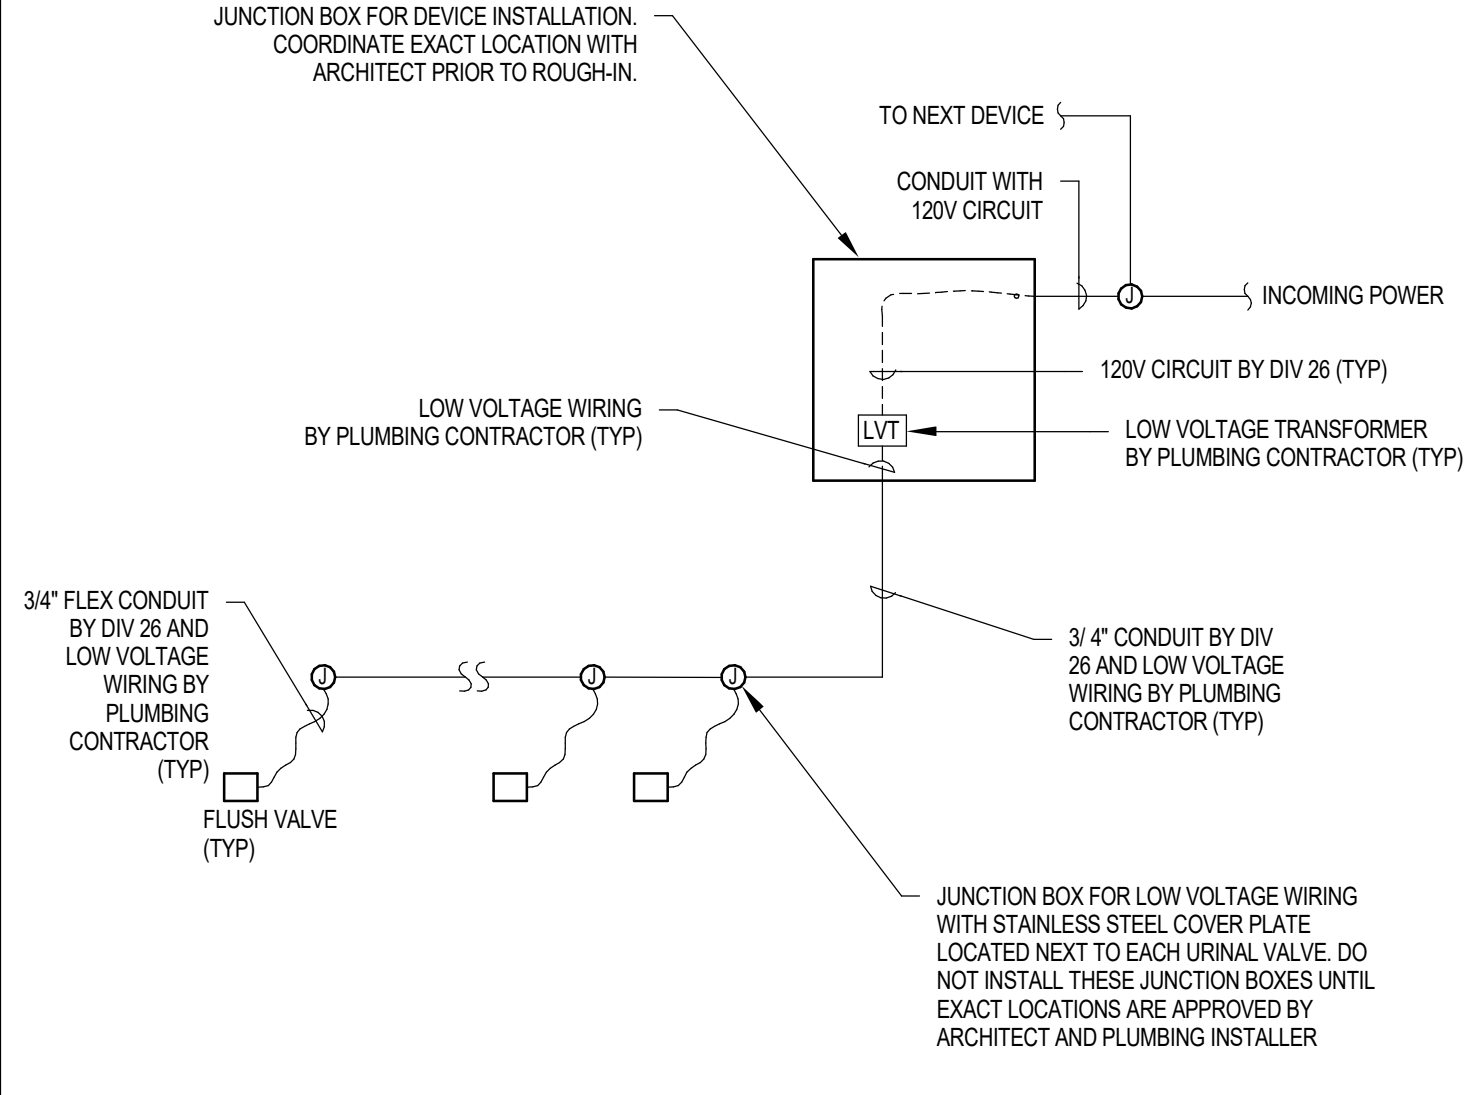 JUNCTION BOX FOR DEVICE INSTALLATION.
COORDINATE EXACT LOCATION WITH
ARCHITECT PRIOR TO ROUGH-IN.
TO NEXT DEVICE
CONDUIT WITH
120V CIRCUIT
J
INCOMING POWER
120V CIRCUIT BY DIV 26 (TYP)
LOW VOLTAGE WIRING
BY PLUMBING CONTRACTOR (TYP)
LVT
LOW VOLTAGE TRANSFORMER
BY PLUMBING CONTRACTOR (TYP)
3/4" FLEX CONDUIT
BY DIV 26 AND
LOW VOLTAGE
WIRING BY
PLUMBING
CONTRACTOR
(TYP)
J
J
J
3/ 4" CONDUIT BY DIV
26 AND LOW VOLTAGE
WIRING BY PLUMBING
CONTRACTOR (TYP)
FLUSH VALVE
(TYP)
JUNCTION BOX FOR LOW VOLTAGE WIRING
WITH STAINLESS STEEL COVER PLATE
LOCATED NEXT TO EACH URINAL VALVE. DO
NOT INSTALL THESE JUNCTION BOXES UNTIL
EXACT LOCATIONS ARE APPROVED BY
ARCHITECT AND PLUMBING INSTALLER